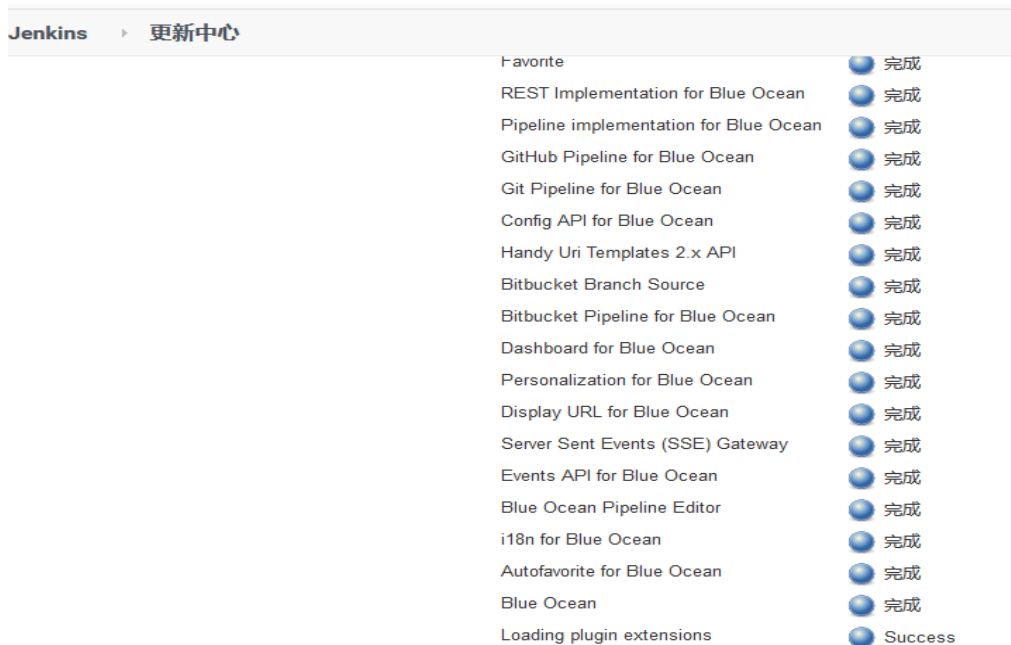 Jenkins 更新中心
Favorite 完成
REST Implementation for Blue Ocean 完成
Pipeline implementation for Blue Ocean 完成
GitHub Pipeline for Blue Ocean 完成
Git Pipeline for Blue Ocean 完成
Config API for Blue Ocean 完成
Handy Uri Templates 2.x API 完成
Bitbucket Branch Source 完成
Bitbucket Pipeline for Blue Ocean 完成
Dashboard for Blue Ocean 完成
Personalization for Blue Ocean 完成
Display URL for Blue Ocean 完成
Server Sent Events (SSE) Gateway 完成
Events API for Blue Ocean 完成
Blue Ocean Pipeline Editor 完成
i18n for Blue Ocean 完成
Autofavorite for Blue Ocean 完成
Blue Ocean 完成
Loading plugin extensions Success